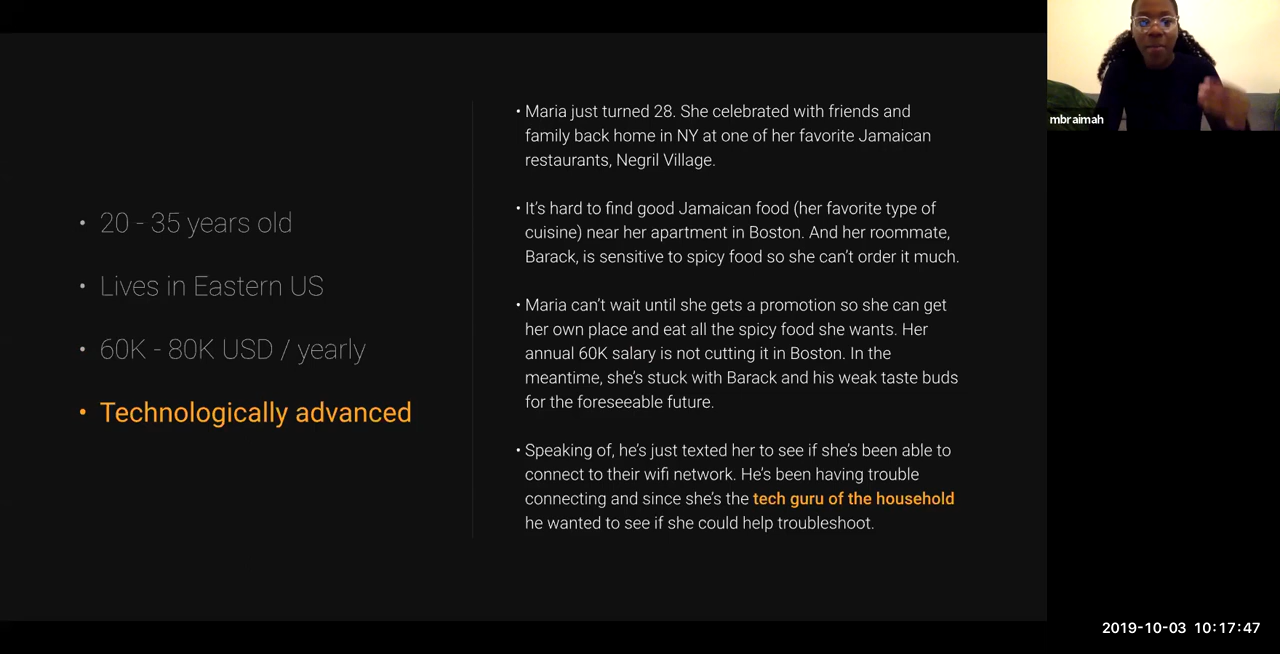 • 20 - 35 years old
• Lives in Eastern US
• 60K - 80K USD / yearly
• Technologically advanced
• Maria just turned 28. She celebrated with friends and
family back home in NY at one of her favorite Jamaican
restaurants, Negril Village.
• It’s hard to find good Jamaican food (her favorite type of
cuisine) near her apartment in Boston. And her roommate,
Barack, is sensitive to spicy food so she can’t order it much.
• Maria can’t wait until she gets a promotion so she can get
her own place and eat all the spicy food she wants. Her
annual 60K salary is not cutting it in Boston. In the
meantime, she’s stuck with Barack and his weak taste buds
for the foreseeable future.
• Speaking of, he’s just texted her to see if she’s been able to
connect to their wifi network. He’s been having trouble
connecting and since she’s the tech guru of the household
he wanted to see if she could help troubleshoot.
mbraimah
2019-10-03 10:17:47